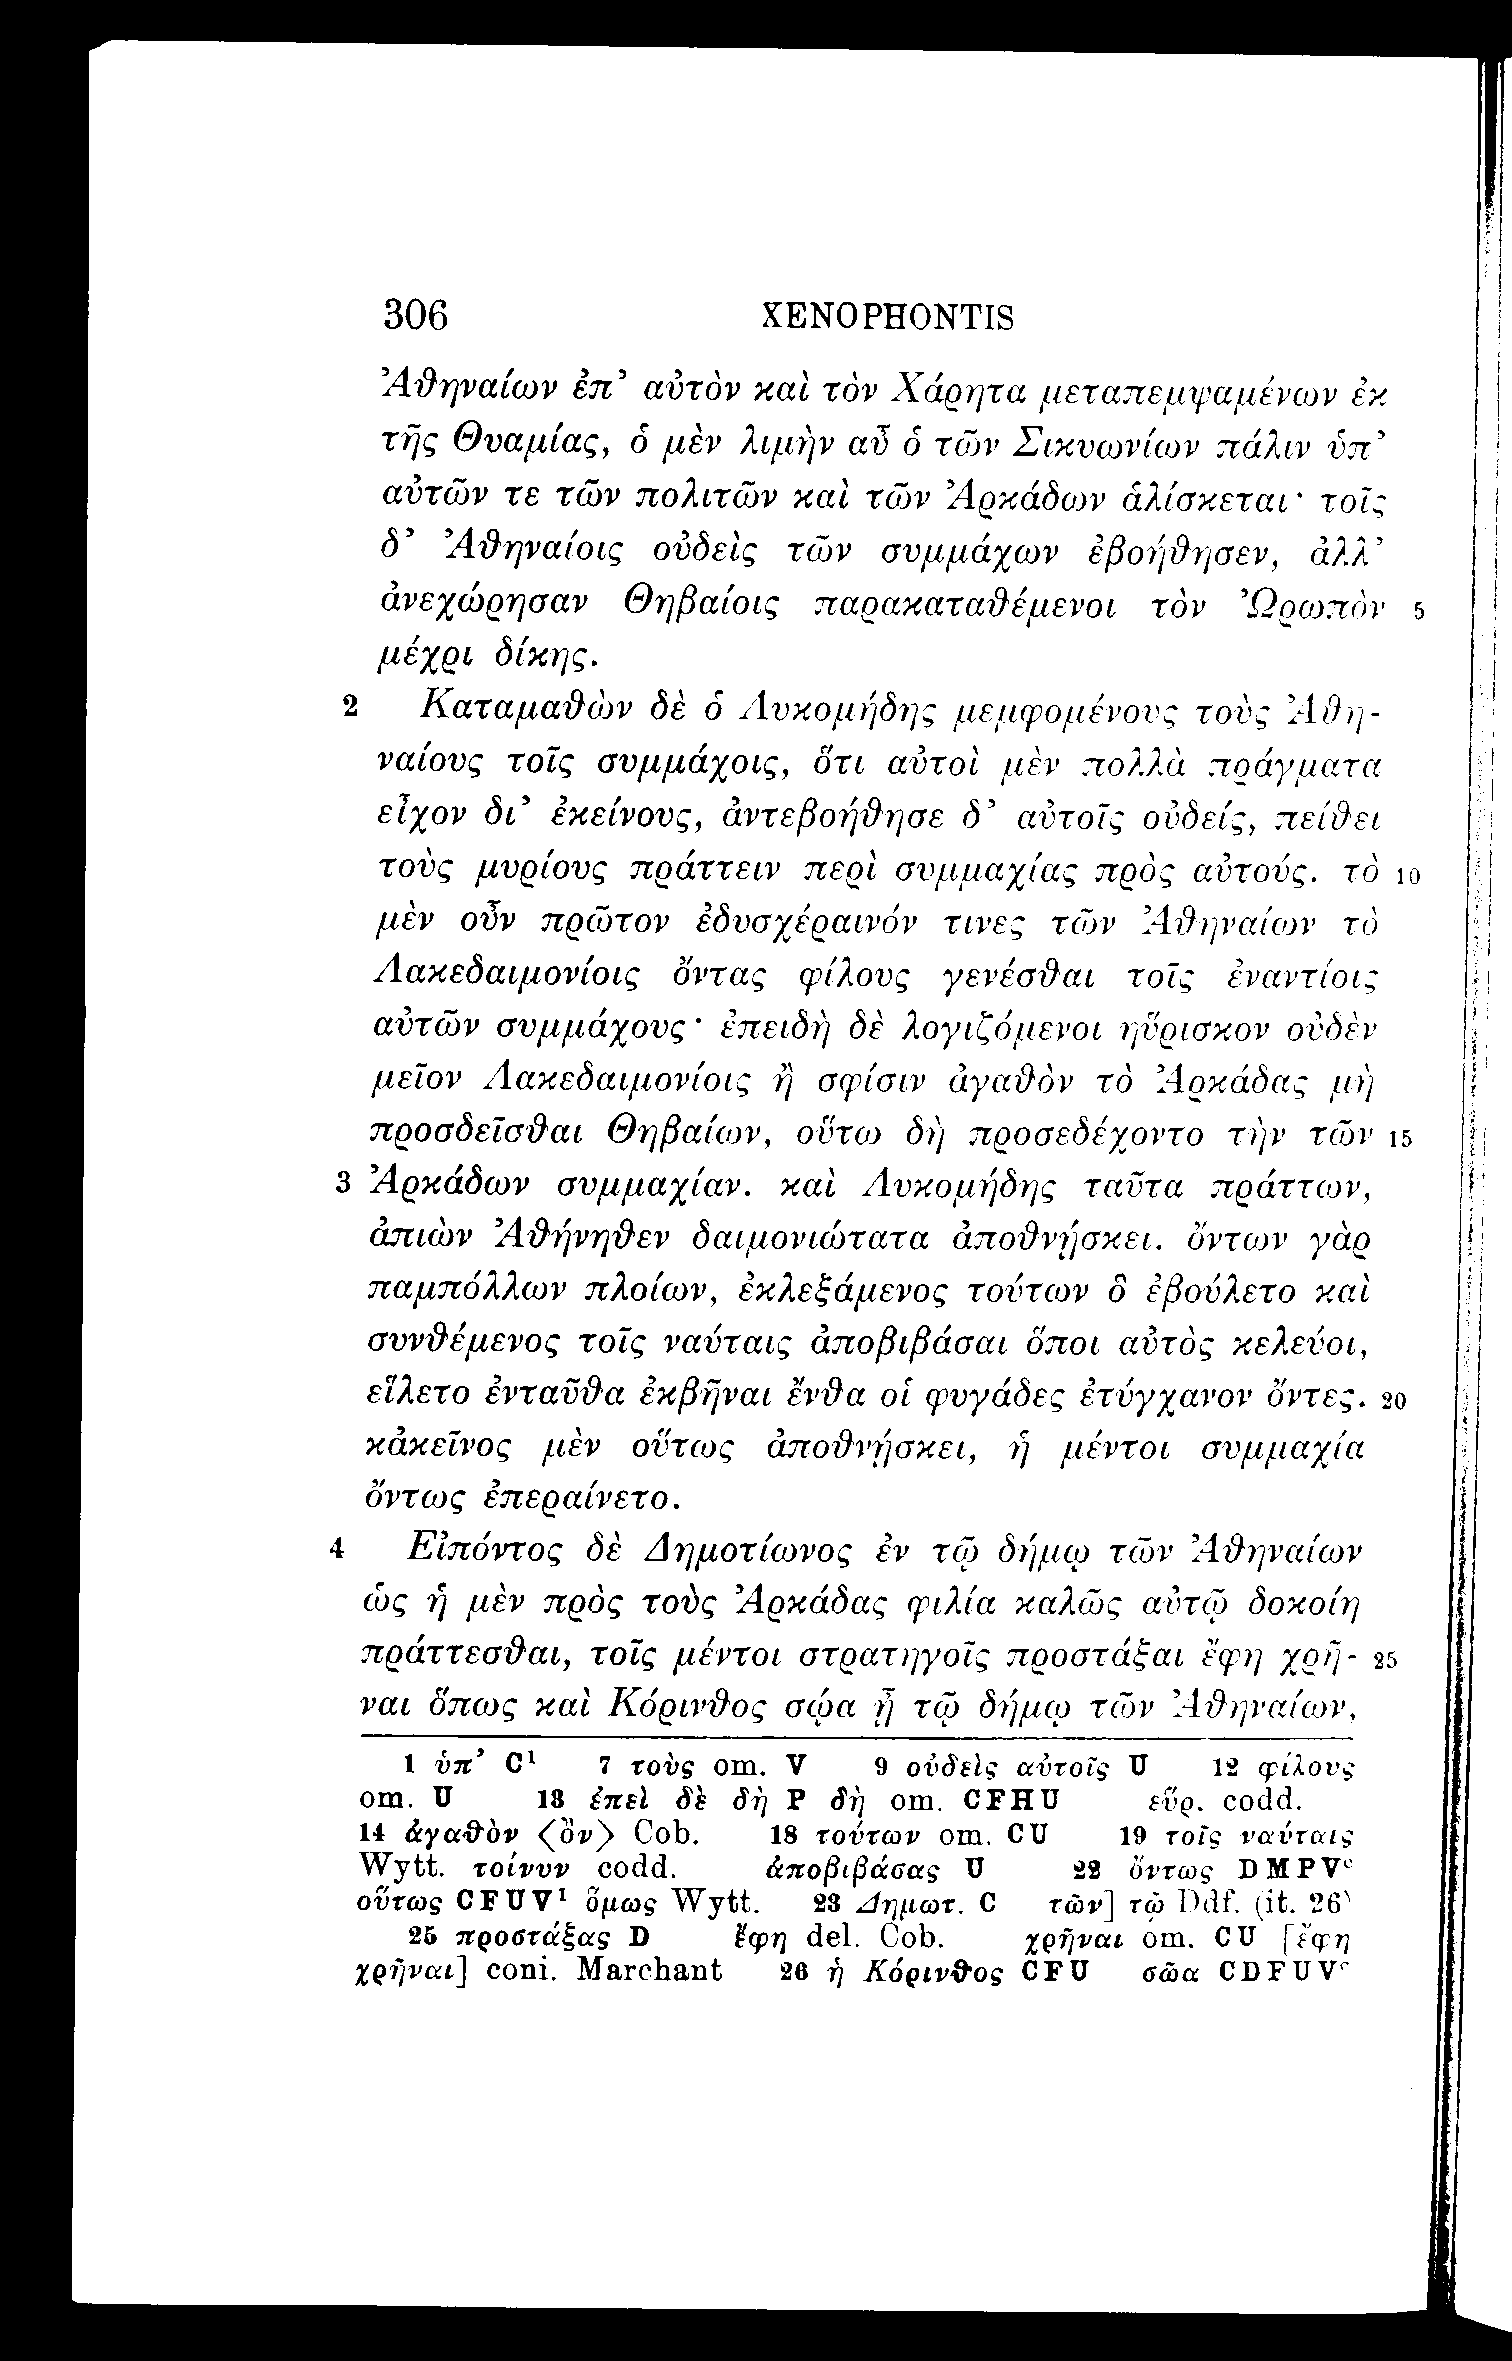 306 XENOPHONTIS
Ἀθηναίων ἐπ’ αὐτὸν καὶ τὸν Χάρητα μεταπεμψαμένων ἐκ
τῆς Θυαμίας, ὁ μὲν λιμὴν αὖ ὁ τῶν Σικυωνίων πάλιν ὑπ’
αὐτῶν τε τῶν πολιτῶν καὶ τῶν Ἀρκάδων ἁλίσκεται· τοῖς
δ’ Ἀθηναίοις οὐδεὶς τῶν συμμάχων ἐβοήθησεν, ἀλλ’
ἀνεχώρησαν Θηβαίοις παρακαταθέμενοι τὸν Ὠρωπὸν 5
μέχρι δίκης.
2 Καταμαθὼν δὲ ὁ Λυκομήδης μεμφομένους τοὺς Ἀθη-
ναίους τοῖς συμμάχοις, ὅτι αὐτοὶ μὲν πολλὰ πράγματα
εἶχον δι’ ἐκείνους, ἀντεβοήθησε δ’ αὐτοῖς οὐδείς, πείθει
τοὺς μυρίους πράττειν περὶ συμμαχίας πρὸς αὐτούς. τὸ 10
μὲν οὖν πρῶτον ἐδυσχέραινόν τινες τῶν Ἀθηναίων τὸ
Λακεδαιμονίοις ὄντας φίλους γενέσθαι τοῖς ἐναντίοις
αὐτῶν συμμάχους· ἐπειδὴ δὲ λογιζόμενοι ηὕρισκον οὐδὲν
μεῖον Λακεδαιμονίοις ἢ σφίσιν ἀγαθὸν τὸ Ἀρκάδας μὴ
προσδεῖσθαι Θηβαίων, οὕτω δὴ προσεδέχοντο τὴν τῶν 15
3 Ἀρκάδων συμμαχίαν. καὶ Λυκομήδης ταῦτα πράττων,
ἀπιὼν Ἀθήνηθεν δαιμονιώτατα ἀποθνῄσκει. ὄντων γὰρ
παμπόλλων πλοίων, ἐκλεξάμενος τούτων ὃ ἐβούλετο καὶ
συνθέμενος τοῖς ναύταις ἀποβιβάσαι ὅποι αὐτὸς κελεύοι,
εἵλετο ἐνταῦθα ἐκβῆναι ἔνθα οἱ φυγάδες ἐτύγχανον ὄντες. 20
κἀκεῖνος μὲν οὕτως ἀποθνῄσκει, ἡ μέντοι συμμαχία
ὄντως ἐπεραίνετο.
4 Εἰπόντος δὲ Δημοτίωνος ἐν τῷ δήμῳ τῶν Ἀθηναίων
ὡς ἡ μὲν πρὸς τοὺς Ἀρκάδας φιλία καλῶς αὐτῷ δοκοίη
πράττεσθαι, τοῖς μέντοι στρατηγοῖς προστάξαι ἔφη χρῆ- 25
ναι ὅπως καὶ Κόρινθος σῴα ᾖ τῷ δήμῳ τῶν Ἀθηναίων,
1 ὑπ’ C¹ 7 τοὺς om. V 9 οὐδεὶς αὐτοῖς U 12 φίλους
om. U 13 ἐπεὶ δὲ δὴ P δὴ om. CFHU εὕρ. codd.
14 ἀγαθὸν ⟨ὂν⟩ Cob. 18 τούτων om. CU 19 τοῖς ναύταις
Wytt. τοίνυν codd. ἀποβιβάσας U 22 ὄντως DMPVᶜ
οὕτως CFUV¹ ὅμως Wytt. 23 Δημωτ. C τῶν] τῷ Ddf. (it. 26)
25 προστάξας D ἔφη del. Cob. χρῆναι om. CU [ἔφη
χρῆναι] coni. Marchant 26 ἡ Κόρινθος CFU σῶα CDFUVᶜ